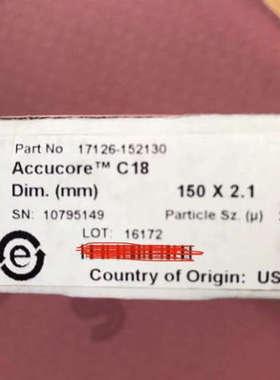 Part No 17126-152130
Accucore™ C18
Dim. (mm) 150 X 2.1
SN: 10795149 Particle Sz. (μ)
LOT: 16172
e
Country of Origin: US